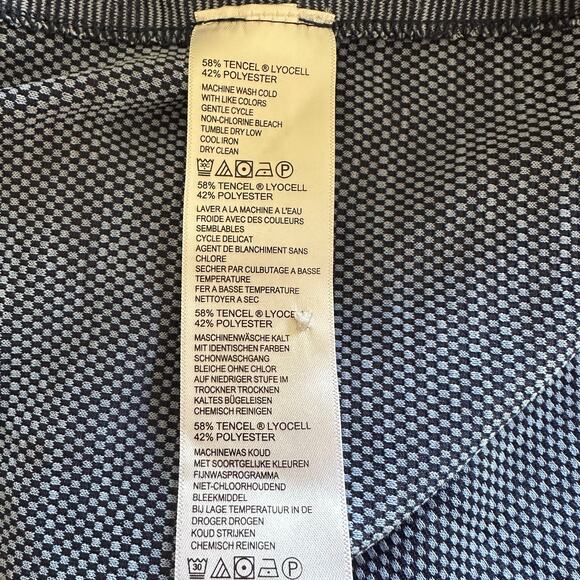 58% TENCEL ® LYOCELL
42% POLYESTER
MACHINE WASH COLD
WITH LIKE COLORS
GENTLE CYCLE
NON-CHLORINE BLEACH
TUMBLE DRY LOW
COOL IRON
DRY CLEAN
30C P
58% TENCEL ® LYOCELL
42% POLYESTER
LAVER A LA MACHINE A L'EAU
FROIDE AVEC DES COULEURS
SEMBLABLES
CYCLE DELICAT
AGENT DE BLANCHIMENT SANS
CHLORE
SECHER PAR CULBUTAGE A BASSE
TEMPERATURE
FER A BASSE TEMPERATURE
NETTOYER A SEC
58% TENCEL ® LYOCE
42% POLYESTER
MASCHINENWÄSCHE KALT
MIT IDENTISCHEN FARBEN
SCHONWASCHGANG
BLEICHE OHNE CHLOR
AUF NIEDRIGER STUFE IM
TROCKNER TROCKNEN
KALTES BÜGELEISEN
CHEMISCH REINIGEN
58% TENCEL ® LYOCELL
42% POLYESTER
MACHINEWAS KOUD
MET SOORTGELIJKE KLEUREN
FIJNWASPROGRAMMA
NIET-CHLOORHOUDEND
BLEEKMIDDEL
BIJ LAGE TEMPERATUUR IN DE
DROGER DROGEN
KOUD STRIJKEN
CHEMISCH REINIGEN
30 P